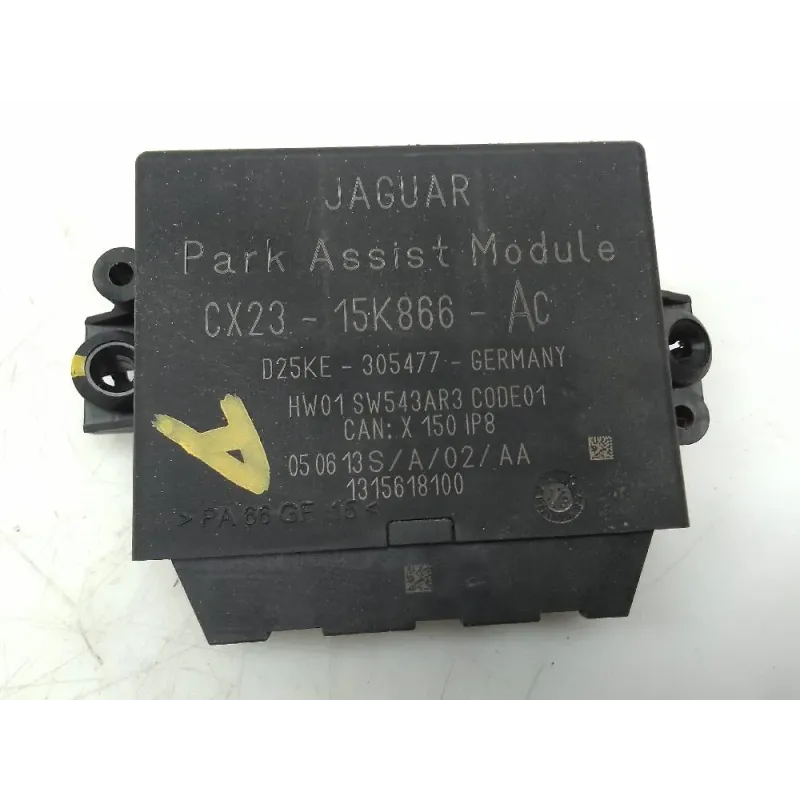 JAGUAR
Park Assist Module
CX23 - 15K866 - AC
D25KE - 305477 - GERMANY
HW01 SW543AR3 CODE01
CAN: X 150 IP8
05 06 13 S/A/02/AA
1315618100
>PA 66 GF 15<
A